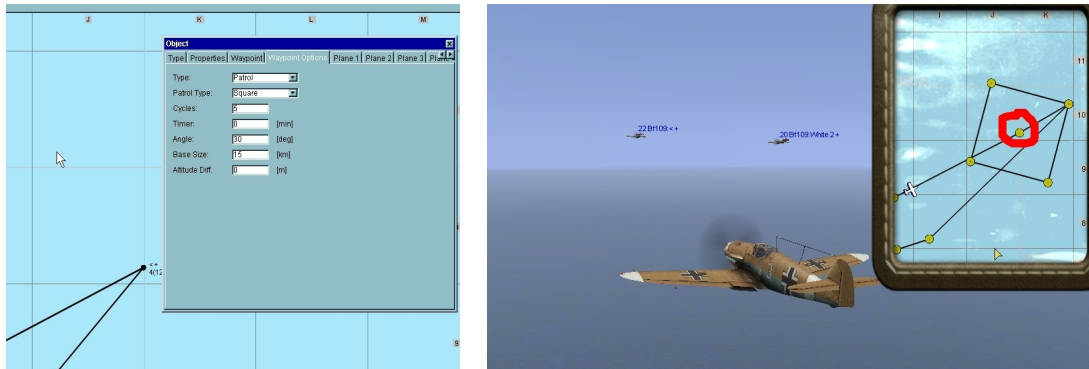 J K L M
Object
Type Properties Waypoint Waypoint Options Plane 1 Plane 2 Plane 3
Type: Patrol
Patrol Type: Square
Cycles: 5
Timer: 0 [min]
Angle: 30 [deg]
Base Size: 15 [km]
Altitude Diff. 0 [m]
<+
4(12
9
.22 Bf109:<+
.20 Bf109:White 2+
I J K
11
10
9
8